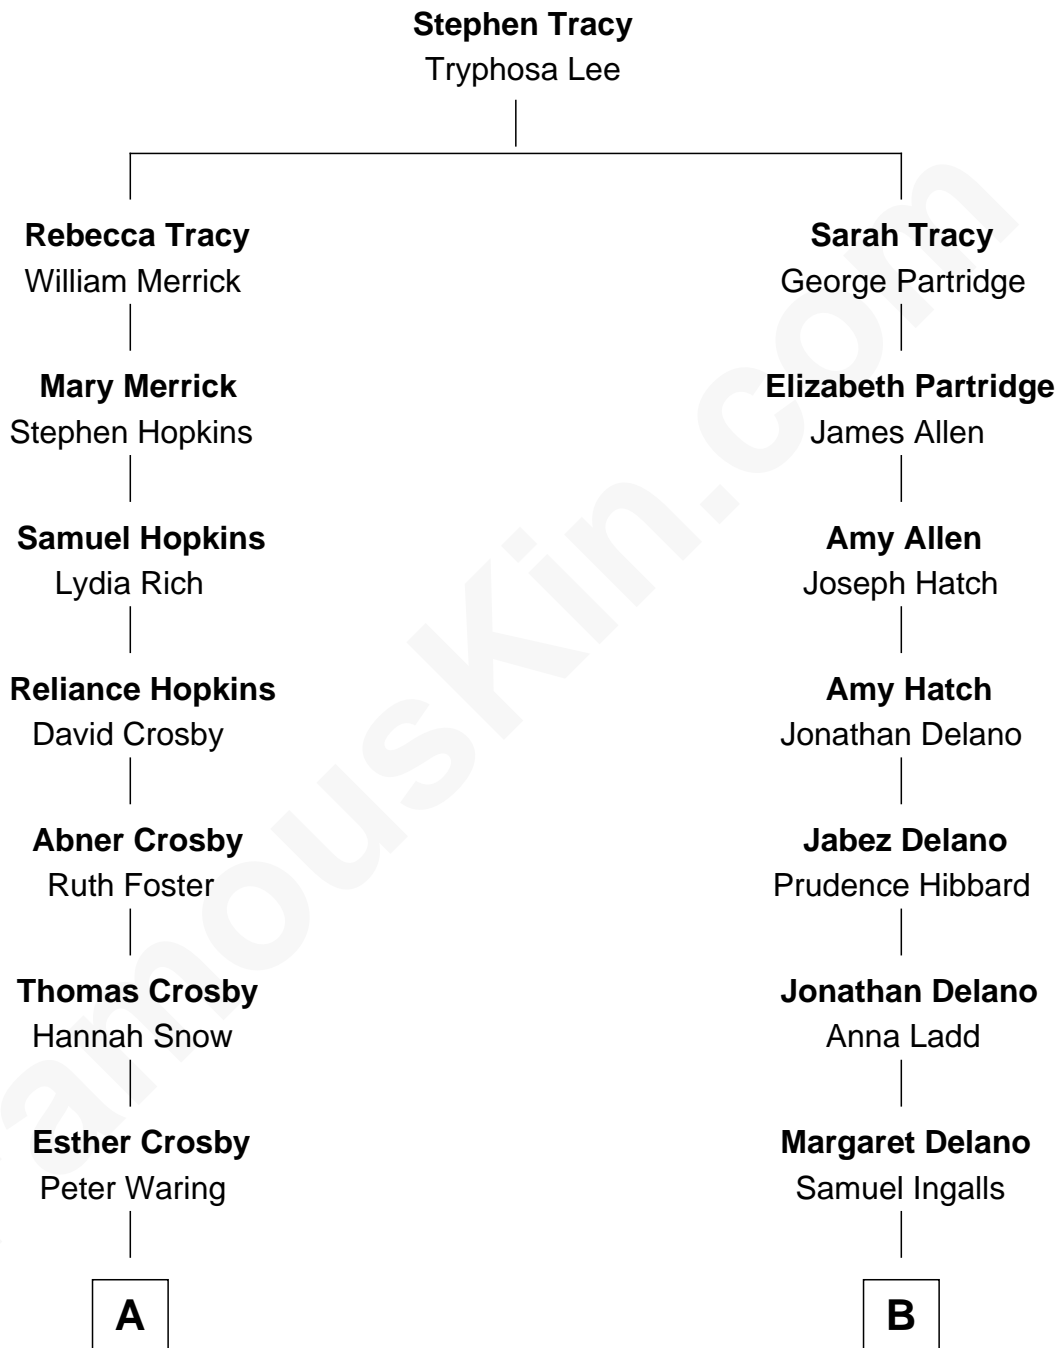 Stephen Tracy
Tryphosa Lee
Rebecca Tracy
William Merrick
Sarah Tracy
George Partridge
Mary Merrick
Stephen Hopkins
Elizabeth Partridge
James Allen
Samuel Hopkins
Lydia Rich
Amy Allen
Joseph Hatch
Reliance Hopkins
David Crosby
Amy Hatch
Jonathan Delano
Abner Crosby
Ruth Foster
Jabez Delano
Prudence Hibbard
Thomas Crosby
Hannah Snow
Jonathan Delano
Anna Ladd
Esther Crosby
Peter Waring
Margaret Delano
Samuel Ingalls
A
B
amousKin.com